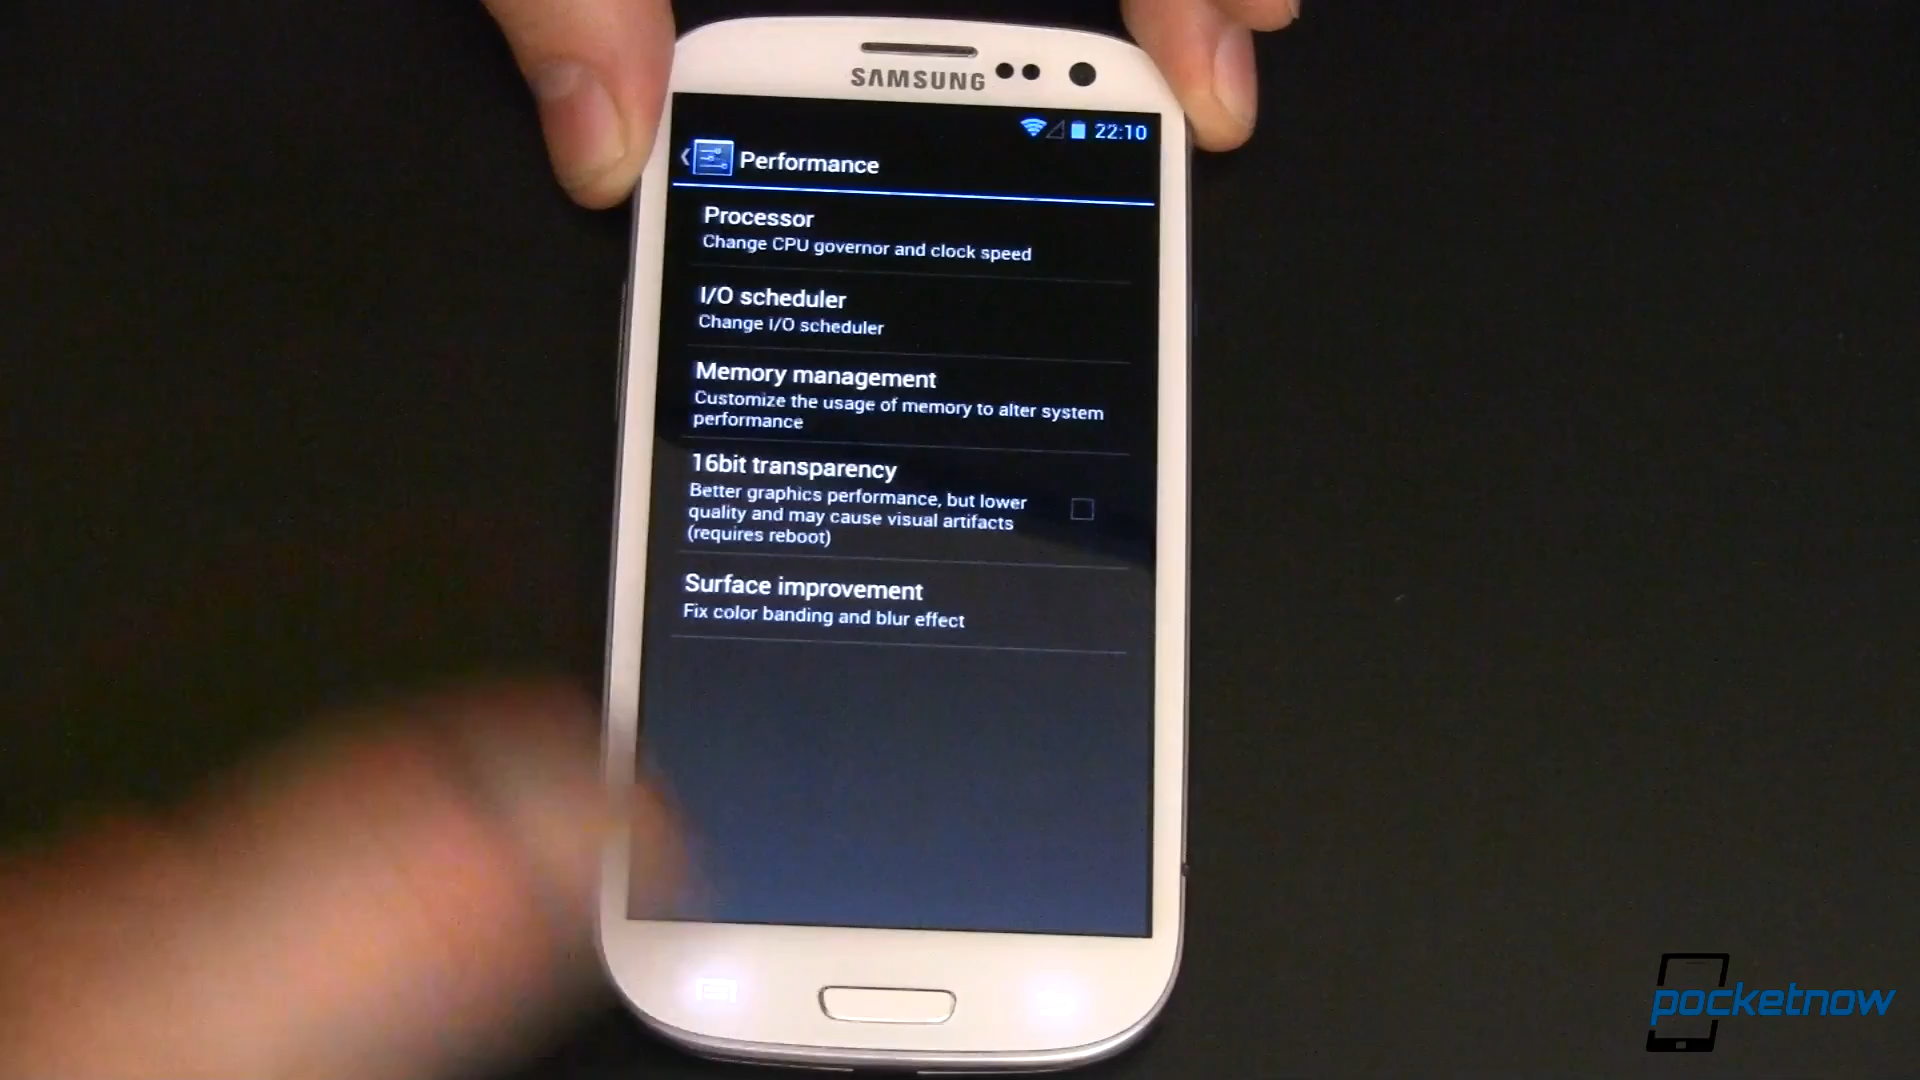 SAMSUNG
22:10
Performance
Processor
Change CPU governor and clock speed
I/O scheduler
Change I/O scheduler
Memory management
Customize the usage of memory to alter system
performance
16bit transparency
Better graphics performance, but lower
quality and may cause visual artifacts
(requires reboot)
Surface improvement
Fix color banding and blur effect
pocketnow